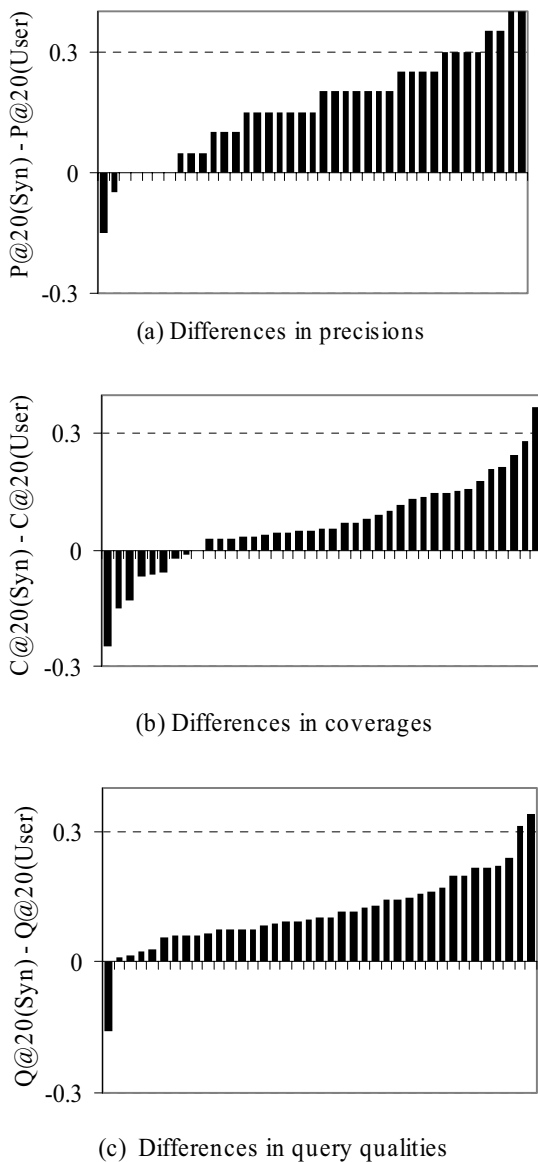 P@20(Syn) - P@20(User)
0.3
0
-0.3
(a) Differences in precisions
C@20(Syn) - C@20(User)
0.3
0
-0.3
(b) Differences in coverages
Q@20(Syn) - Q@20(User)
0.3
0
-0.3
(c) Differences in query qualities